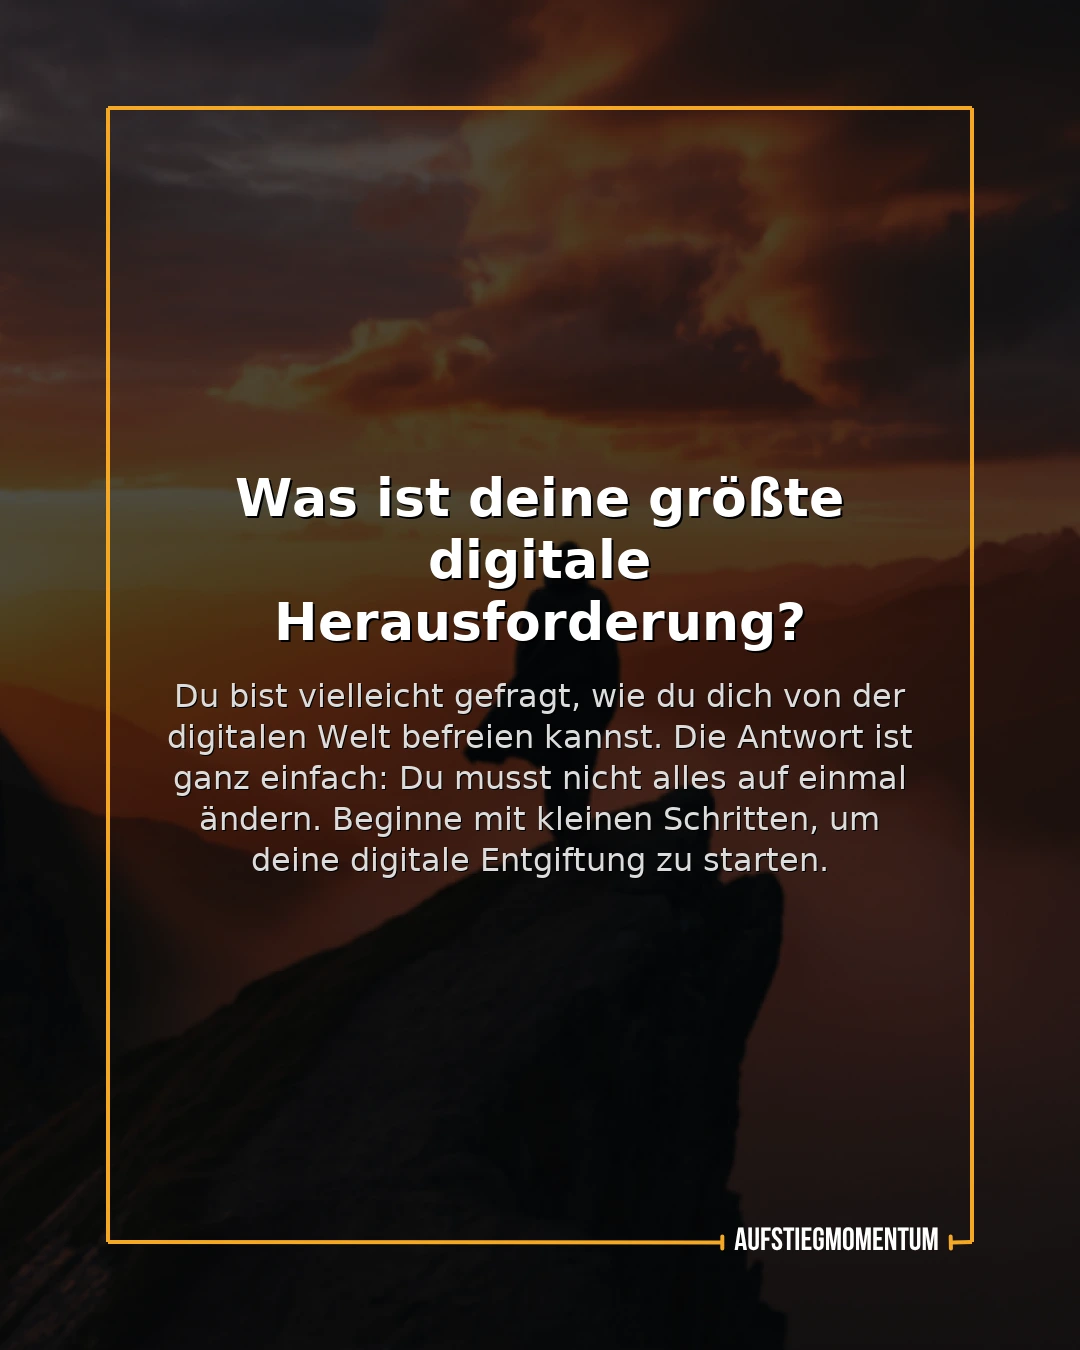 Was ist deine größte
digitale
Herausforderung?
Du bist vielleicht gefragt, wie du dich von der
digitalen Welt befreien kannst. Die Antwort ist
ganz einfach: Du musst nicht alles auf einmal
ändern. Beginne mit kleinen Schritten, um
deine digitale Entgiftung zu starten.
AUFSTIEGMOMENTUM